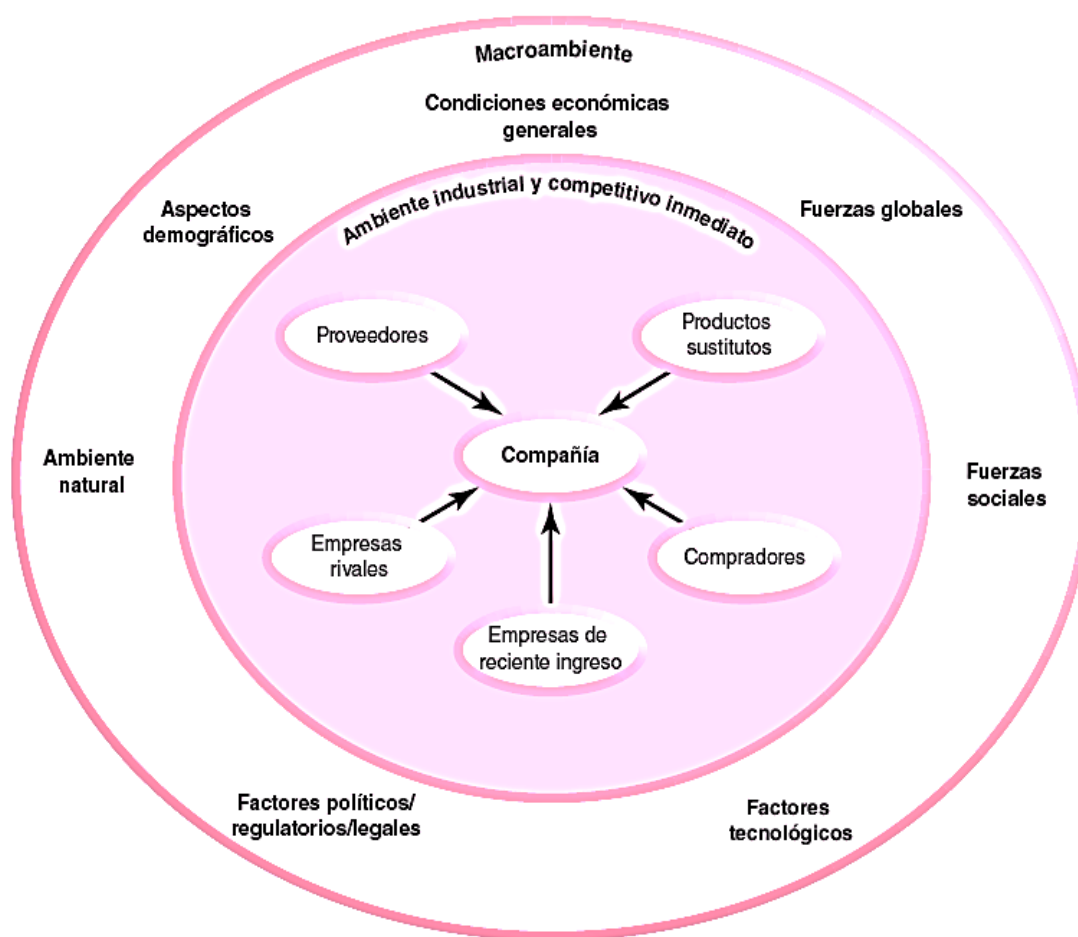 Macroambiente
Condiciones económicas
generales
Ambiente industrial y competitivo inmediato
Aspectos
demográficos
Fuerzas globales
Proveedores
Productos
sustitutos
Ambiente
natural
Compañía
Fuerzas
sociales
Empresas
rivales
Compradores
Empresas de
reciente ingreso
Factores políticos/
regulatorios/legales
Factores
tecnológicos